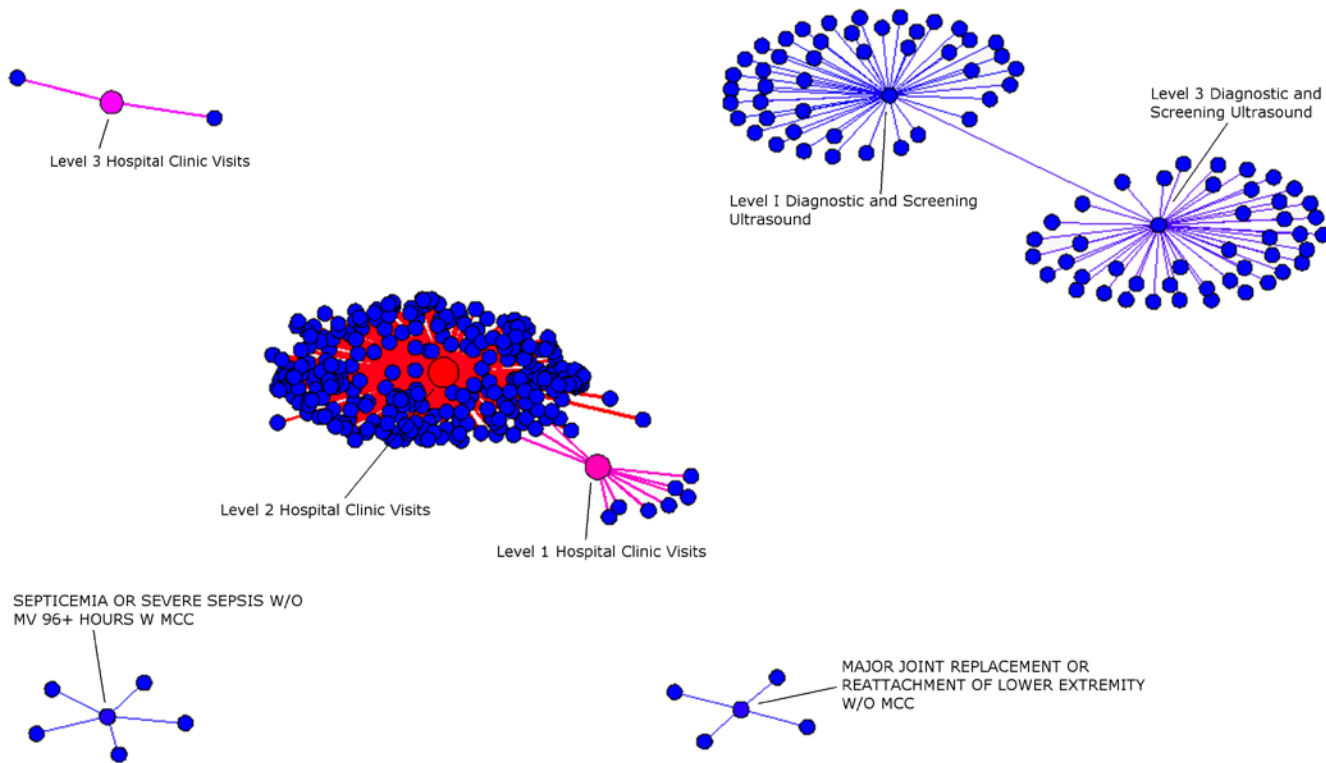 Level 3 Hospital Clinic Visits
Level 3 Diagnostic and
Screening Ultrasound
Level I Diagnostic and Screening
Ultrasound
Level 2 Hospital Clinic Visits
Level 1 Hospital Clinic Visits
SEPTICEMIA OR SEVERE SEPSIS W/O
MV 96+ HOURS W MCC
MAJOR JOINT REPLACEMENT OR
REATTACHMENT OF LOWER EXTREMITY
W/O MCC